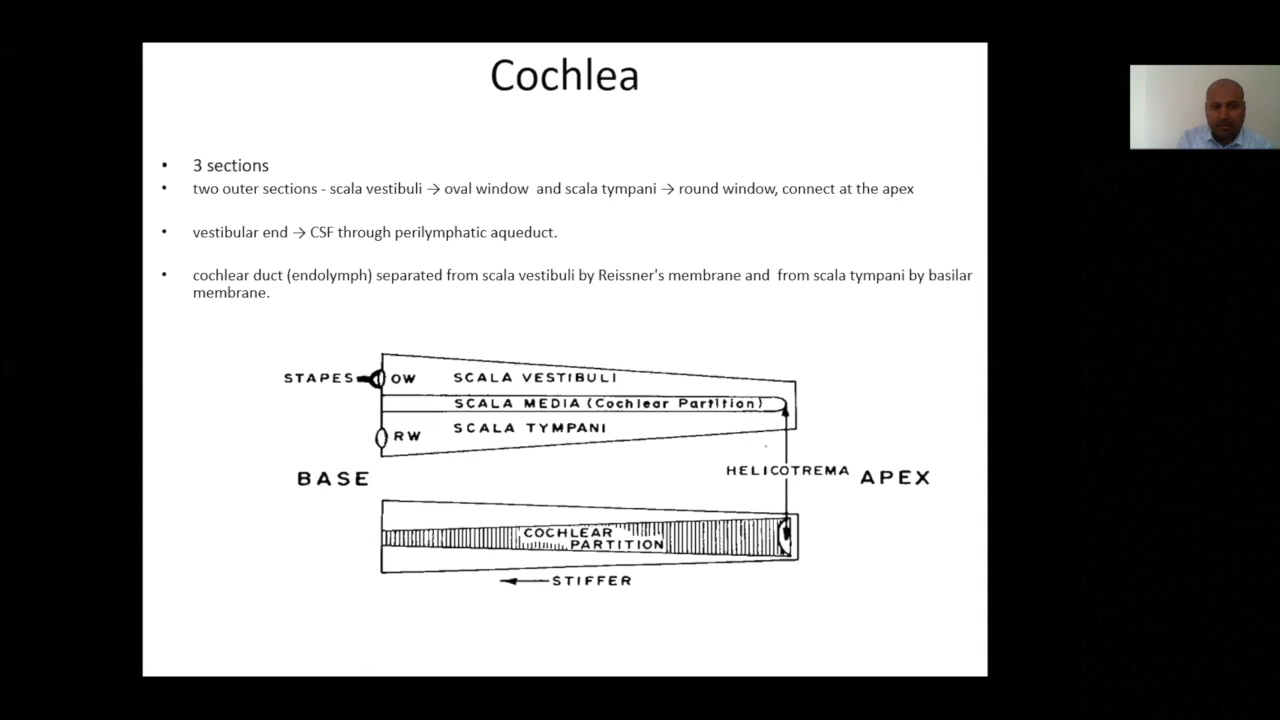 Cochlea
• 3 sections
• two outer sections - scala vestibuli → oval window and scala tympani → round window, connect at the apex
• vestibular end → CSF through perilymphatic aqueduct.
• cochlear duct (endolymph) separated from scala vestibuli by Reissner's membrane and from scala tympani by basilar
membrane.
STAPES OW SCALA VESTIBULI
SCALA MEDIA (Cochlear Partition)
RW SCALA TYMPANI
BASE HELICOTREMA APEX
COCHLEAR
PARTITION
STIFFER